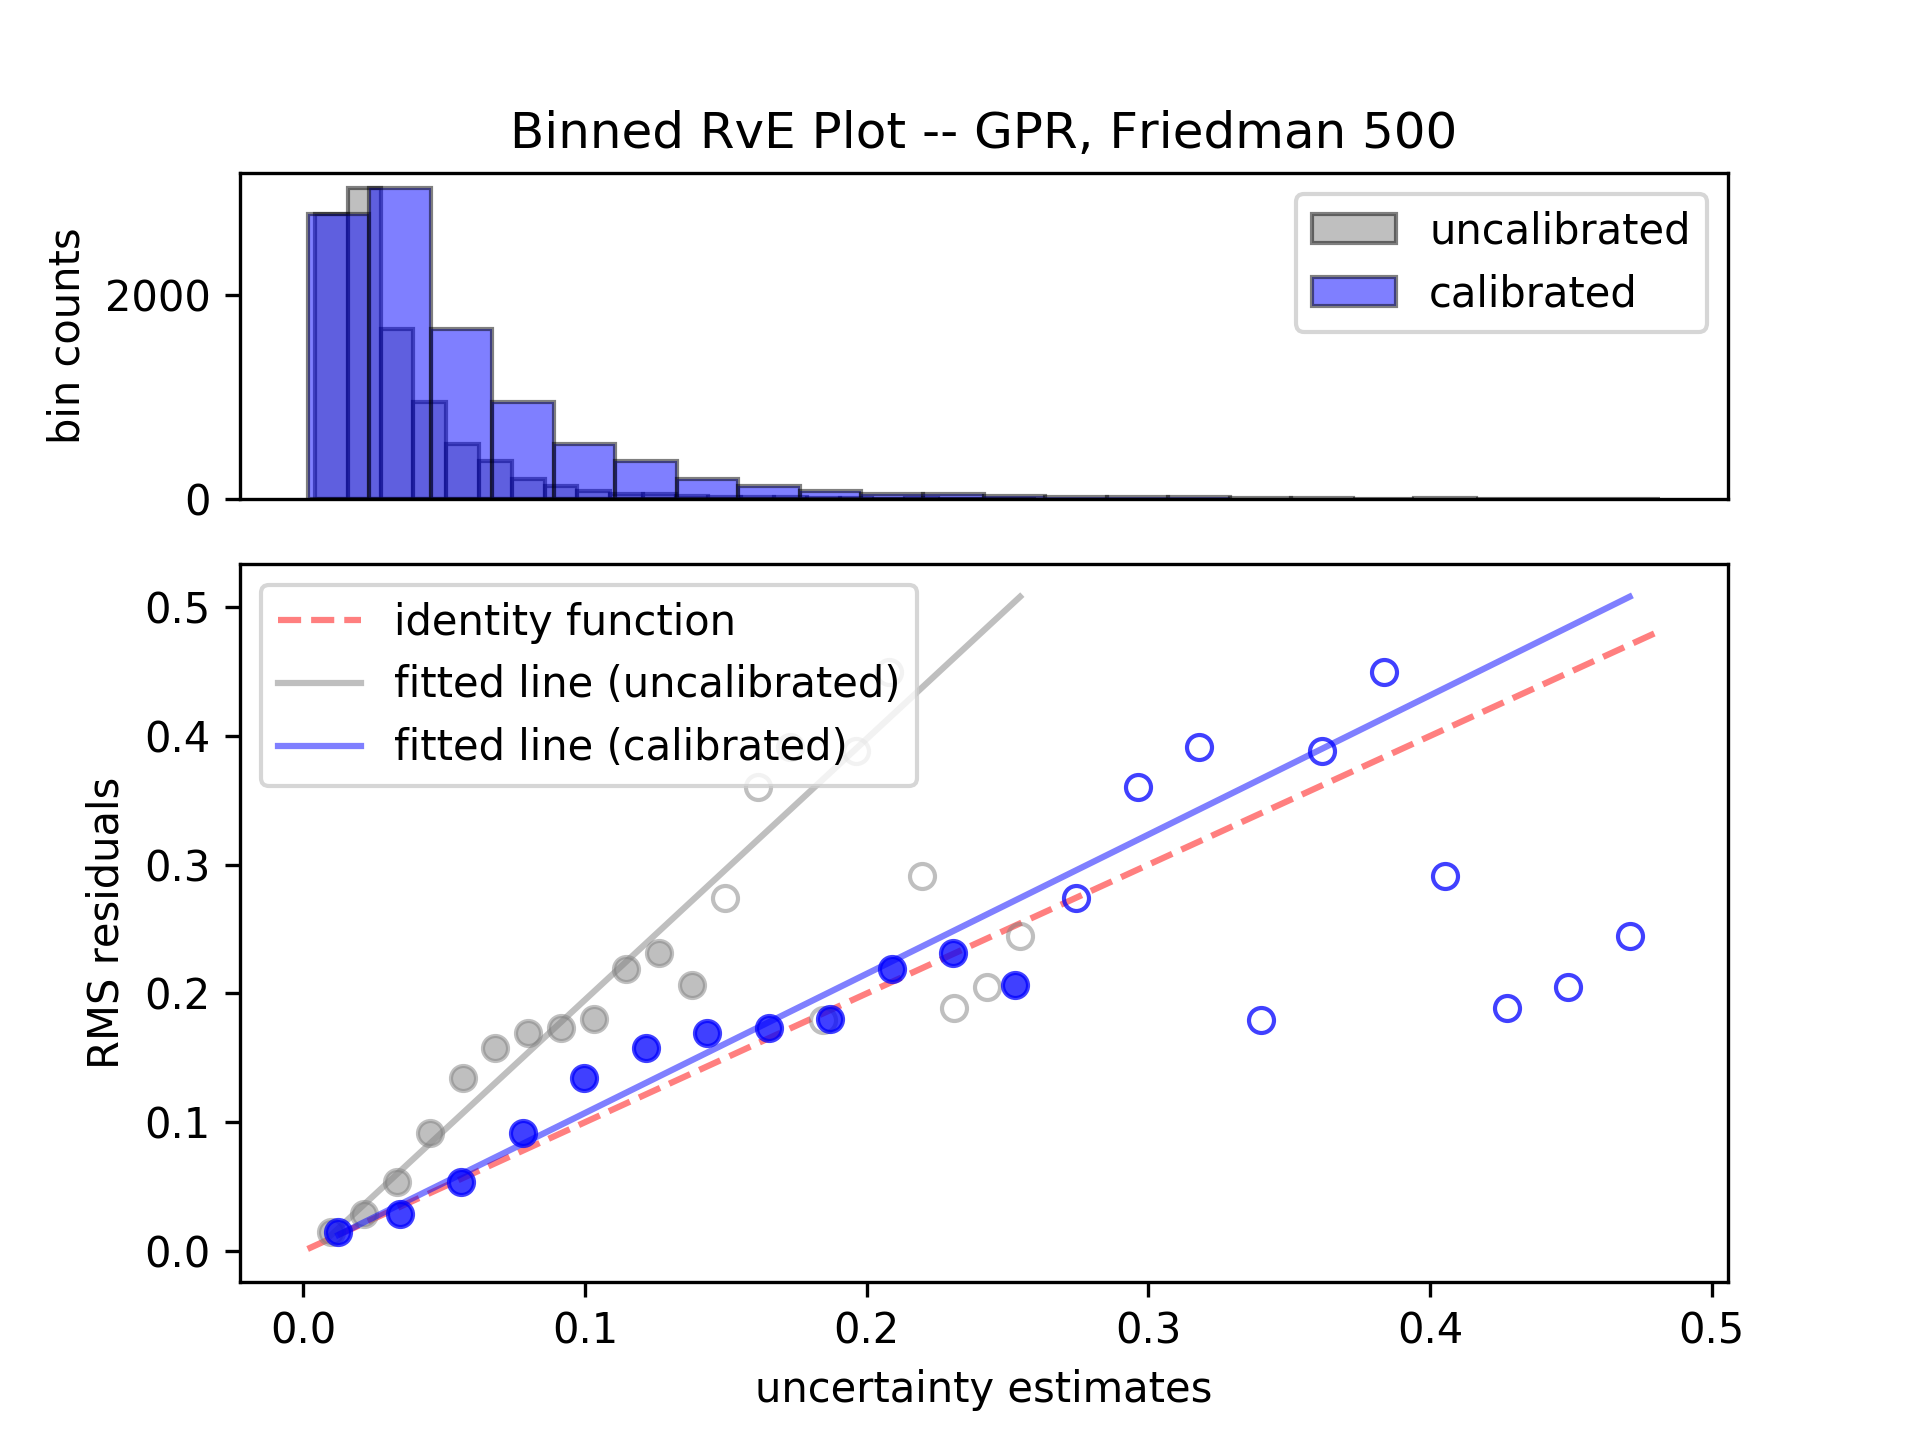 Binned RvE Plot -- GPR, Friedman 500
bin counts
2000
0
uncalibrated
calibrated
RMS residuals
0.5
0.4
0.3
0.2
0.1
0.0
identity function
fitted line (uncalibrated)
fitted line (calibrated)
0.0 0.1 0.2 0.3 0.4 0.5
uncertainty estimates